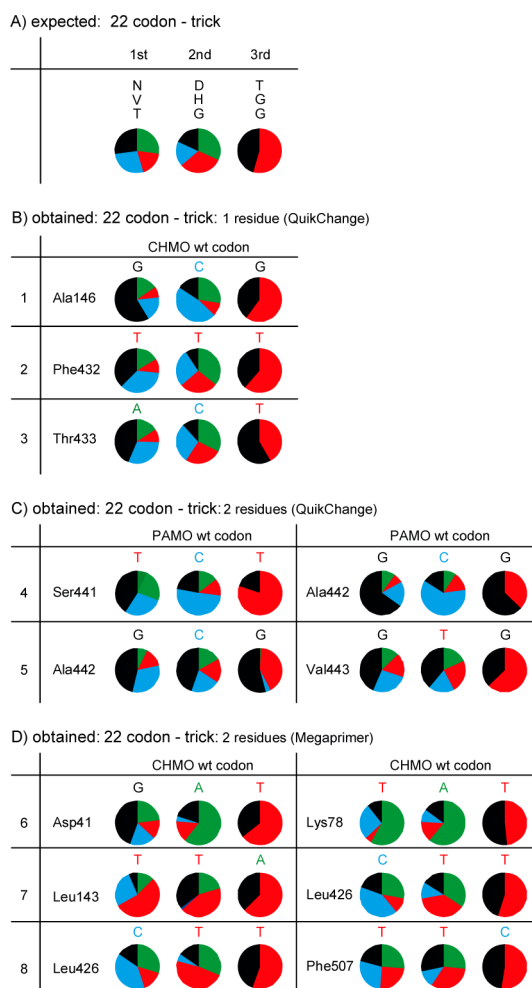 A) expected: 22 codon - trick
1st 2nd 3rd
N D T
V H G
T G G
B) obtained: 22 codon - trick: 1 residue (QuikChange)
CHMO wt codon
G C G
1 Ala146
T T T
2 Phe432
A C T
3 Thr433
C) obtained: 22 codon - trick: 2 residues (QuikChange)
PAMO wt codon PAMO wt codon
T C T G C G
4 Ser441 Ala442
G C G G T G
5 Ala442 Val443
D) obtained: 22 codon - trick: 2 residues (Megaprimer)
CHMO wt codon CHMO wt codon
G A T T A T
6 Asp41 Lys78
T T A C T T
7 Leu143 Leu426
C T T T T C
8 Leu426 Phe507